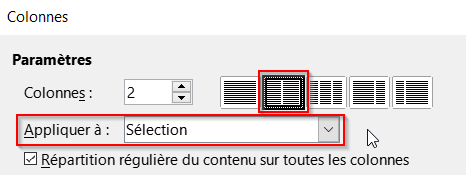 Colonnes
Paramètres
Colonnes : 2
Appliquer à : Sélection
Répartition régulière du contenu sur toutes les colonnes